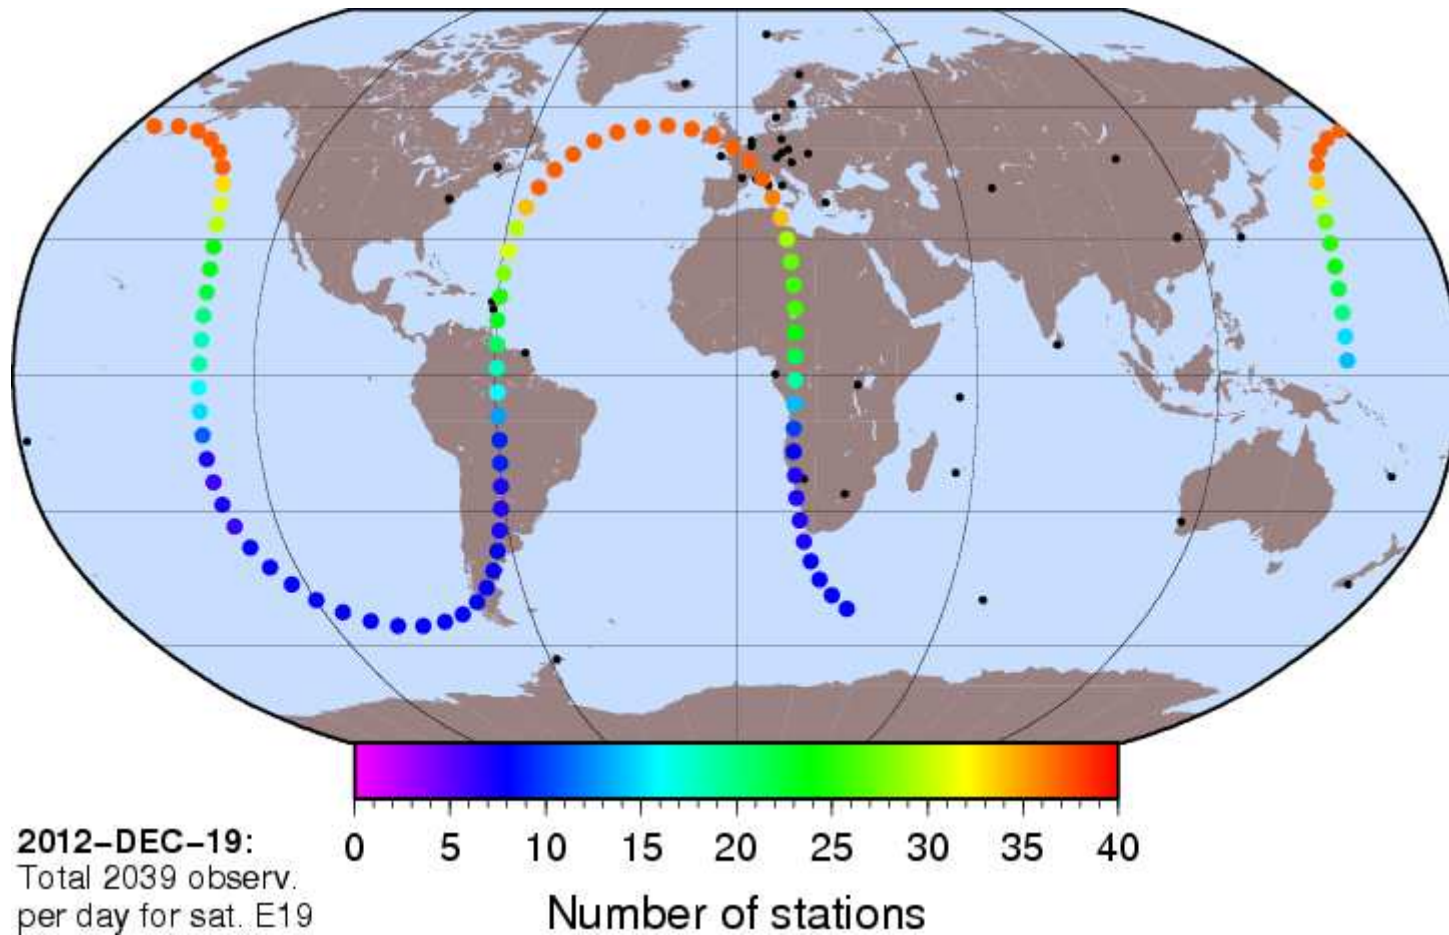 0 5 10 15 20 25 30 35 40
Number of stations
2012-DEC-19:
Total 2039 observ.
per day for sat. E19